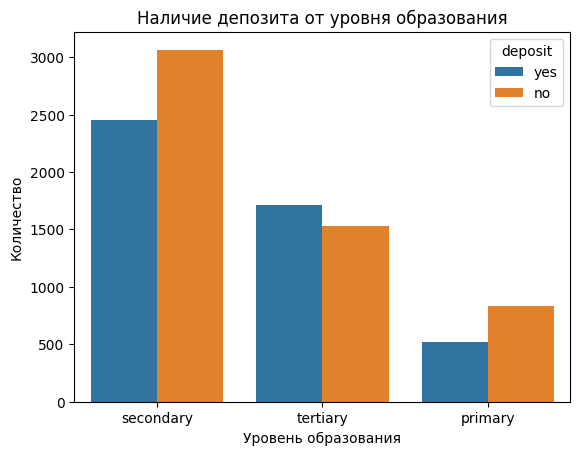 Наличие депозита от уровня образования
deposit
yes
no
Количество
3000
2500
2000
1500
1000
500
0
secondary
tertiary
primary
Уровень образования